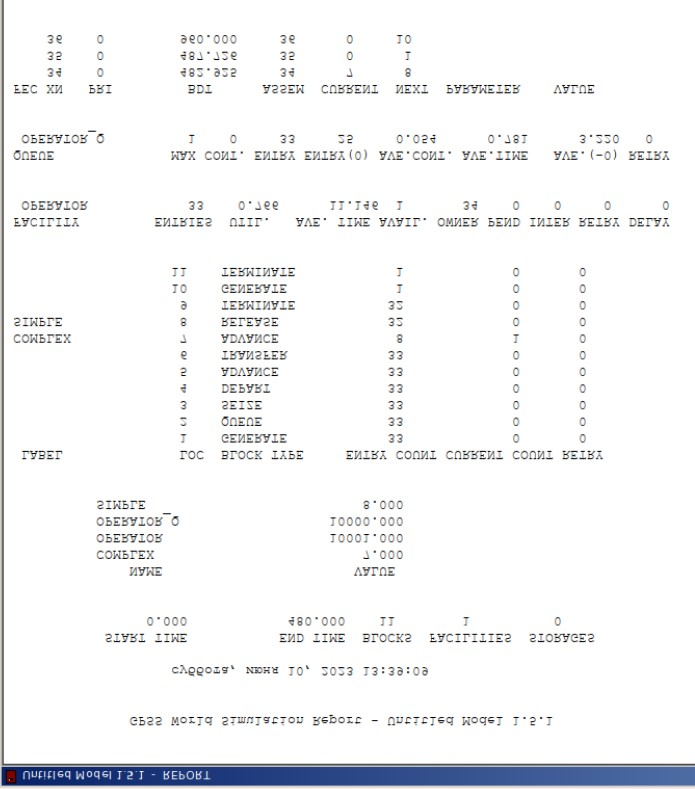 Untitled Model 1.5.1 - REPORT
GPSS World Simulation Report - Untitled Model 1.5.1
суббота, июня 10, 2023 13:39:09
START TIME END TIME BLOCKS FACILITIES STORAGES
0.000 480.000 11 1 0
NAME VALUE
COMPLEX 7.000
OPERATOR 10001.000
OPERATOR_Q 10000.000
SIMPLE 8.000
LABEL LOC BLOCK TYPE ENTRY COUNT CURRENT COUNT RETRY
1 GENERATE 33 0 0
2 QUEUE 33 0 0
3 SEIZE 33 0 0
4 DEPART 33 0 0
5 ADVANCE 33 0 0
6 TRANSFER 33 0 0
COMPLEX 7 ADVANCE 8 1 0
SIMPLE 8 RELEASE 32 0 0
9 TERMINATE 32 0 0
10 GENERATE 1 0 0
11 TERMINATE 1 0 0
FACILITY ENTRIES UTIL. AVE. TIME AVAIL. OWNER PEND INTER RETRY DELAY
OPERATOR 33 0.766 11.146 1 34 0 0 0 0
QUEUE MAX CONT. ENTRY ENTRY(0) AVE.CONT. AVE.TIME AVE.(-0) RETRY
OPERATOR_Q 1 0 33 25 0.054 0.781 3.220 0
FEC XN PRI BDT ASSEM CURRENT NEXT PARAMETER VALUE
34 0 482.925 34 7 8
35 0 487.726 35 0 1
36 0 960.000 36 0 10